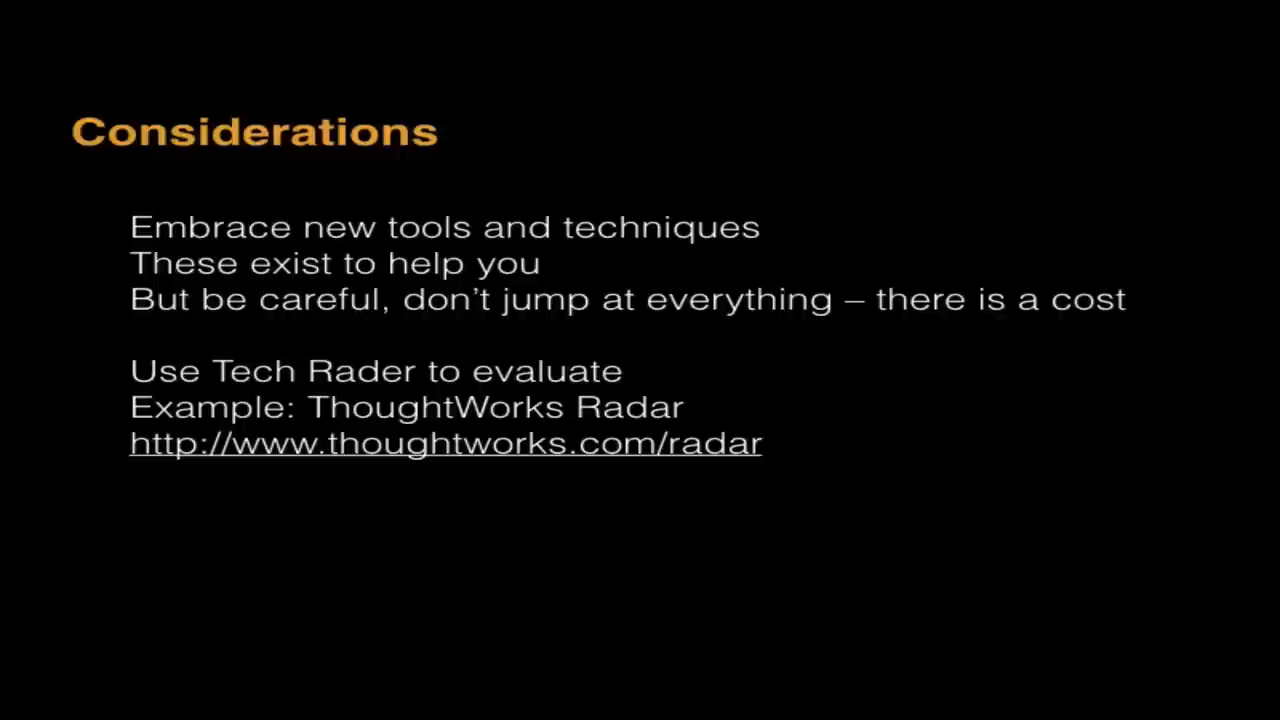 Considerations
Embrace new tools and techniques
These exist to help you
But be careful, don’t jump at everything – there is a cost
Use Tech Rader to evaluate
Example: ThoughtWorks Radar
http://www.thoughtworks.com/radar